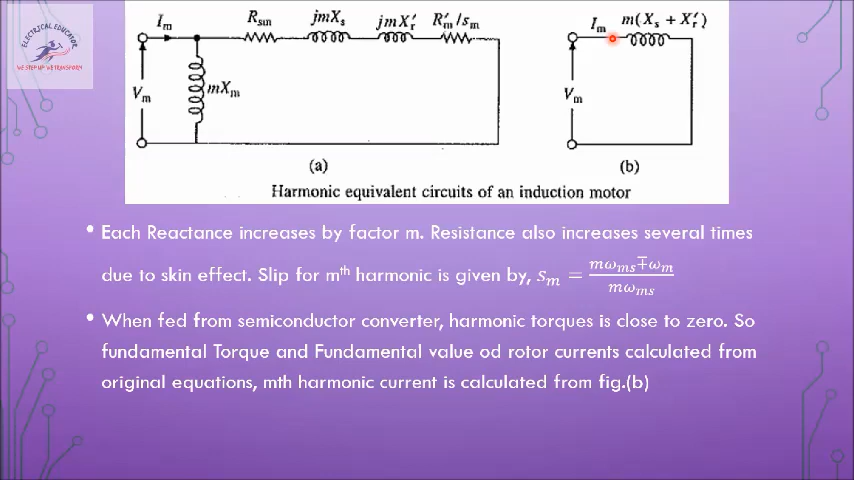 ELECTRICAL EDUCATOR
Im Rsm jmXs jmX′r R′m/sm Im m(Xs + X′r)
Vm mXm Vm
(a) (b)
Harmonic equivalent circuits of an induction motor
• Each Reactance increases by factor m. Resistance also increases several times
due to skin effect. Slip for mth harmonic is given by, sm = (mωms∓ωm)/(mωms)
• When fed from semiconductor converter, harmonic torques is close to zero. So
fundamental Torque and Fundamental value od rotor currents calculated from
original equations, mth harmonic current is calculated from fig.(b)